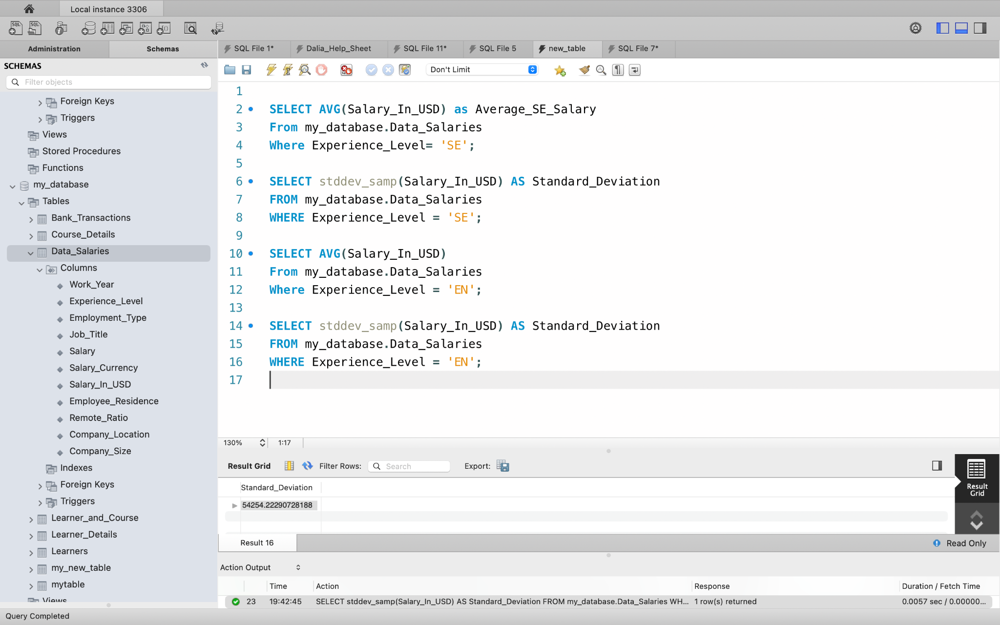 Local instance 3306
SQL SQL
Administration Schemas
SQL File 1* Dalia_Help_Sheet SQL File 11* SQL File 5 new_table SQL File 7*
SCHEMAS
Don't Limit
Filter objects
Foreign Keys
Triggers
Views
Stored Procedures
Functions
my_database
Tables
Bank_Transactions
Course_Details
Data_Salaries
Columns
Work_Year
Experience_Level
Employment_Type
Job_Title
Salary
Salary_Currency
Salary_In_USD
Employee_Residence
Remote_Ratio
Company_Location
Company_Size
Indexes
Foreign Keys
Triggers
Learner_and_Course
Learner_Details
Learners
my_new_table
mytable
Views
1
2 SELECT AVG(Salary_In_USD) as Average_SE_Salary
3 From my_database.Data_Salaries
4 Where Experience_Level= 'SE';
5
6 SELECT stddev_samp(Salary_In_USD) AS Standard_Deviation
7 FROM my_database.Data_Salaries
8 WHERE Experience_Level = 'SE';
9
10 SELECT AVG(Salary_In_USD)
11 From my_database.Data_Salaries
12 Where Experience_Level = 'EN';
13
14 SELECT stddev_samp(Salary_In_USD) AS Standard_Deviation
15 FROM my_database.Data_Salaries
16 WHERE Experience_Level = 'EN';
17
130% 1:17
Result Grid Filter Rows: Search Export:
Standard_Deviation
54254.22290728188
Result
Grid
Result 16 Read Only
Action Output
Time Action Response Duration / Fetch Time
23 19:42:45 SELECT stddev_samp(Salary_In_USD) AS Standard_Deviation FROM my_database.Data_Salaries WH... 1 row(s) returned 0.0057 sec / 0.00000...
Query Completed